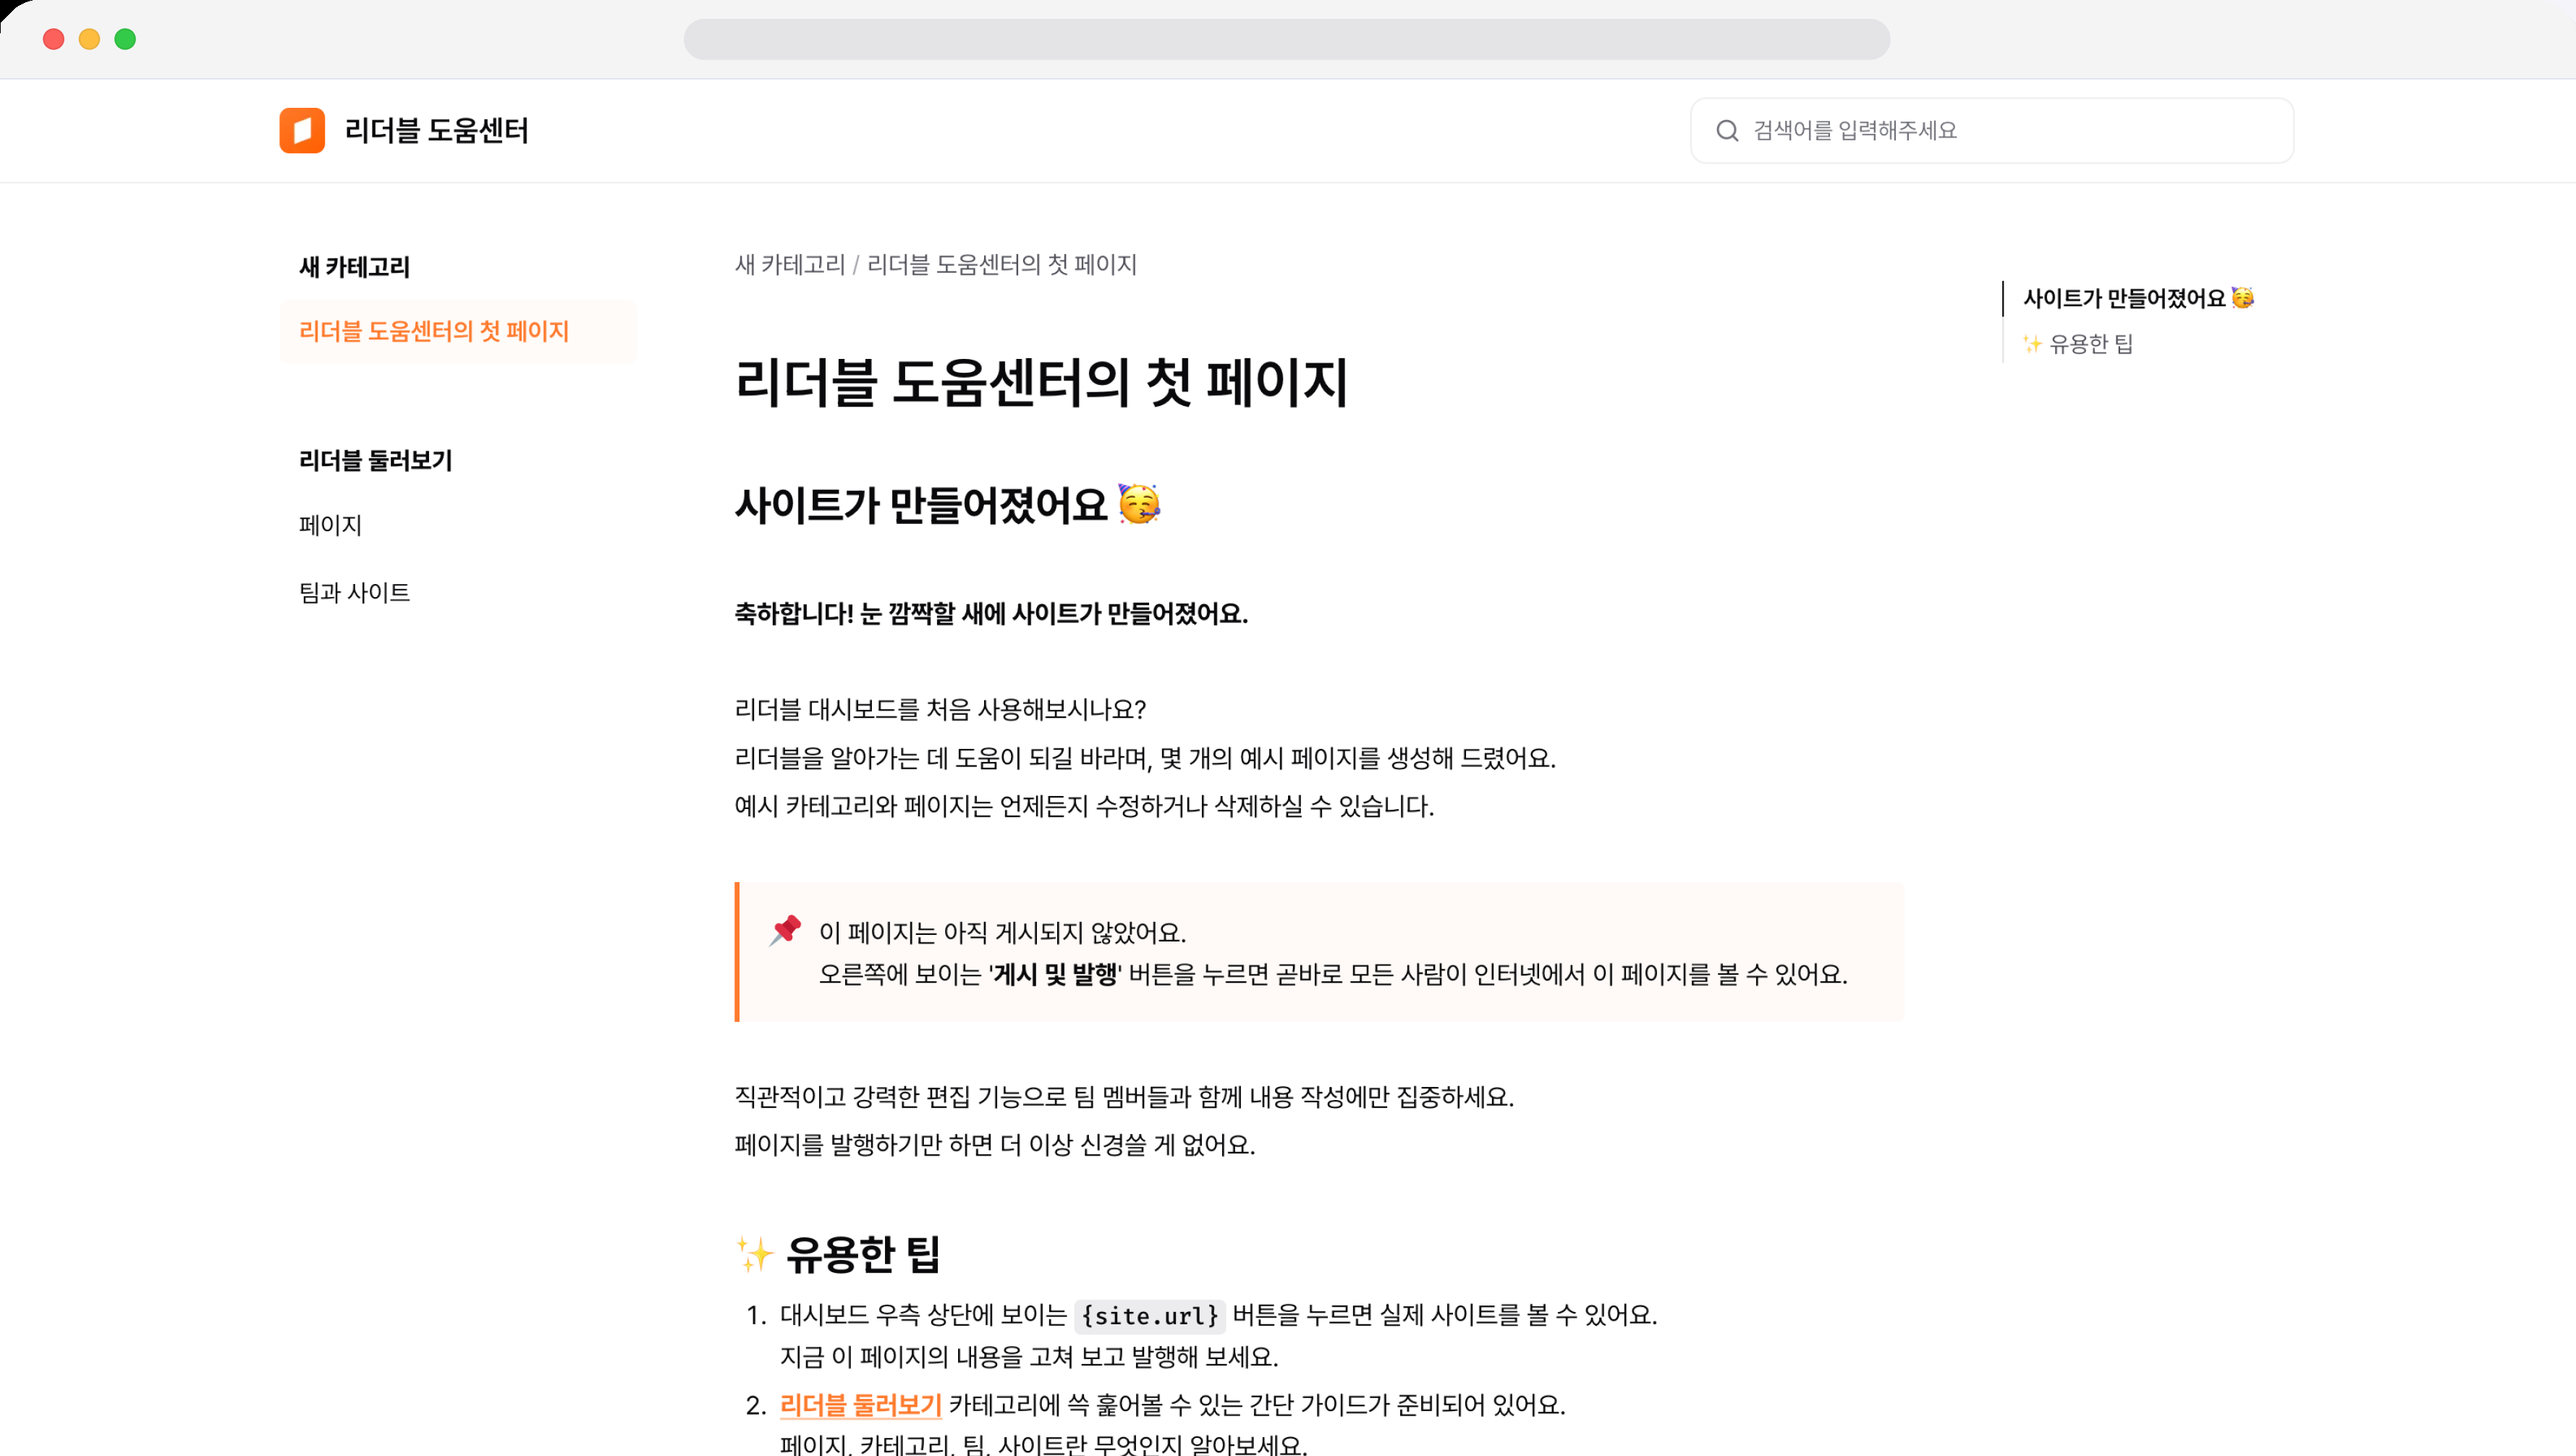 리더블 도움센터
검색어를 입력해주세요
새 카테고리
리더블 도움센터의 첫 페이지
리더블 둘러보기
페이지
팀과 사이트
새 카테고리 / 리더블 도움센터의 첫 페이지
리더블 도움센터의 첫 페이지
사이트가 만들어졌어요 🥳
축하합니다! 눈 깜짝할 새에 사이트가 만들어졌어요.
리더블 대시보드를 처음 사용해보시나요?
리더블을 알아가는 데 도움이 되길 바라며, 몇 개의 예시 페이지를 생성해 드렸어요.
예시 카테고리와 페이지는 언제든지 수정하거나 삭제하실 수 있습니다.
📌 이 페이지는 아직 게시되지 않았어요.
오른쪽에 보이는 '게시 및 발행' 버튼을 누르면 곧바로 모든 사람이 인터넷에서 이 페이지를 볼 수 있어요.
직관적이고 강력한 편집 기능으로 팀 멤버들과 함께 내용 작성에만 집중하세요.
페이지를 발행하기만 하면 더 이상 신경쓸 게 없어요.
✨ 유용한 팁
1. 대시보드 우측 상단에 보이는 {site.url} 버튼을 누르면 실제 사이트를 볼 수 있어요.
지금 이 페이지의 내용을 고쳐 보고 발행해 보세요.
2. 리더블 둘러보기 카테고리에 쓱 훑어볼 수 있는 간단 가이드가 준비되어 있어요.
페이지, 카테고리, 팀, 사이트란 무엇인지 알아보세요.
사이트가 만들어졌어요 🥳
✨ 유용한 팁